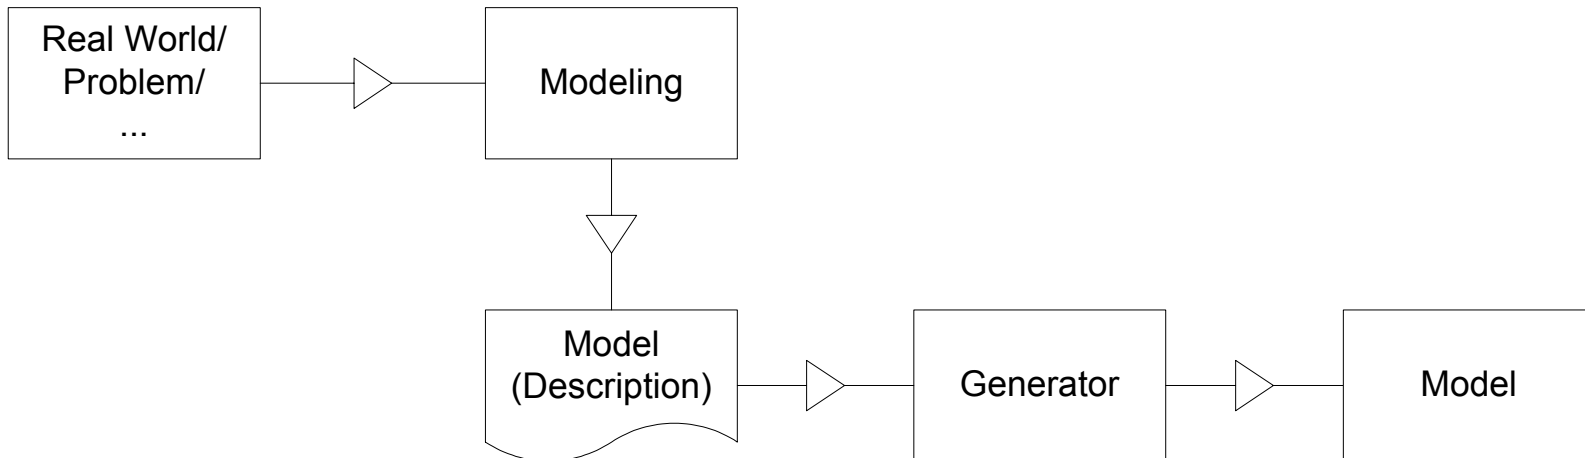 Real World/
Problem/
...
Modeling
Model
(Description)
Generator
Model